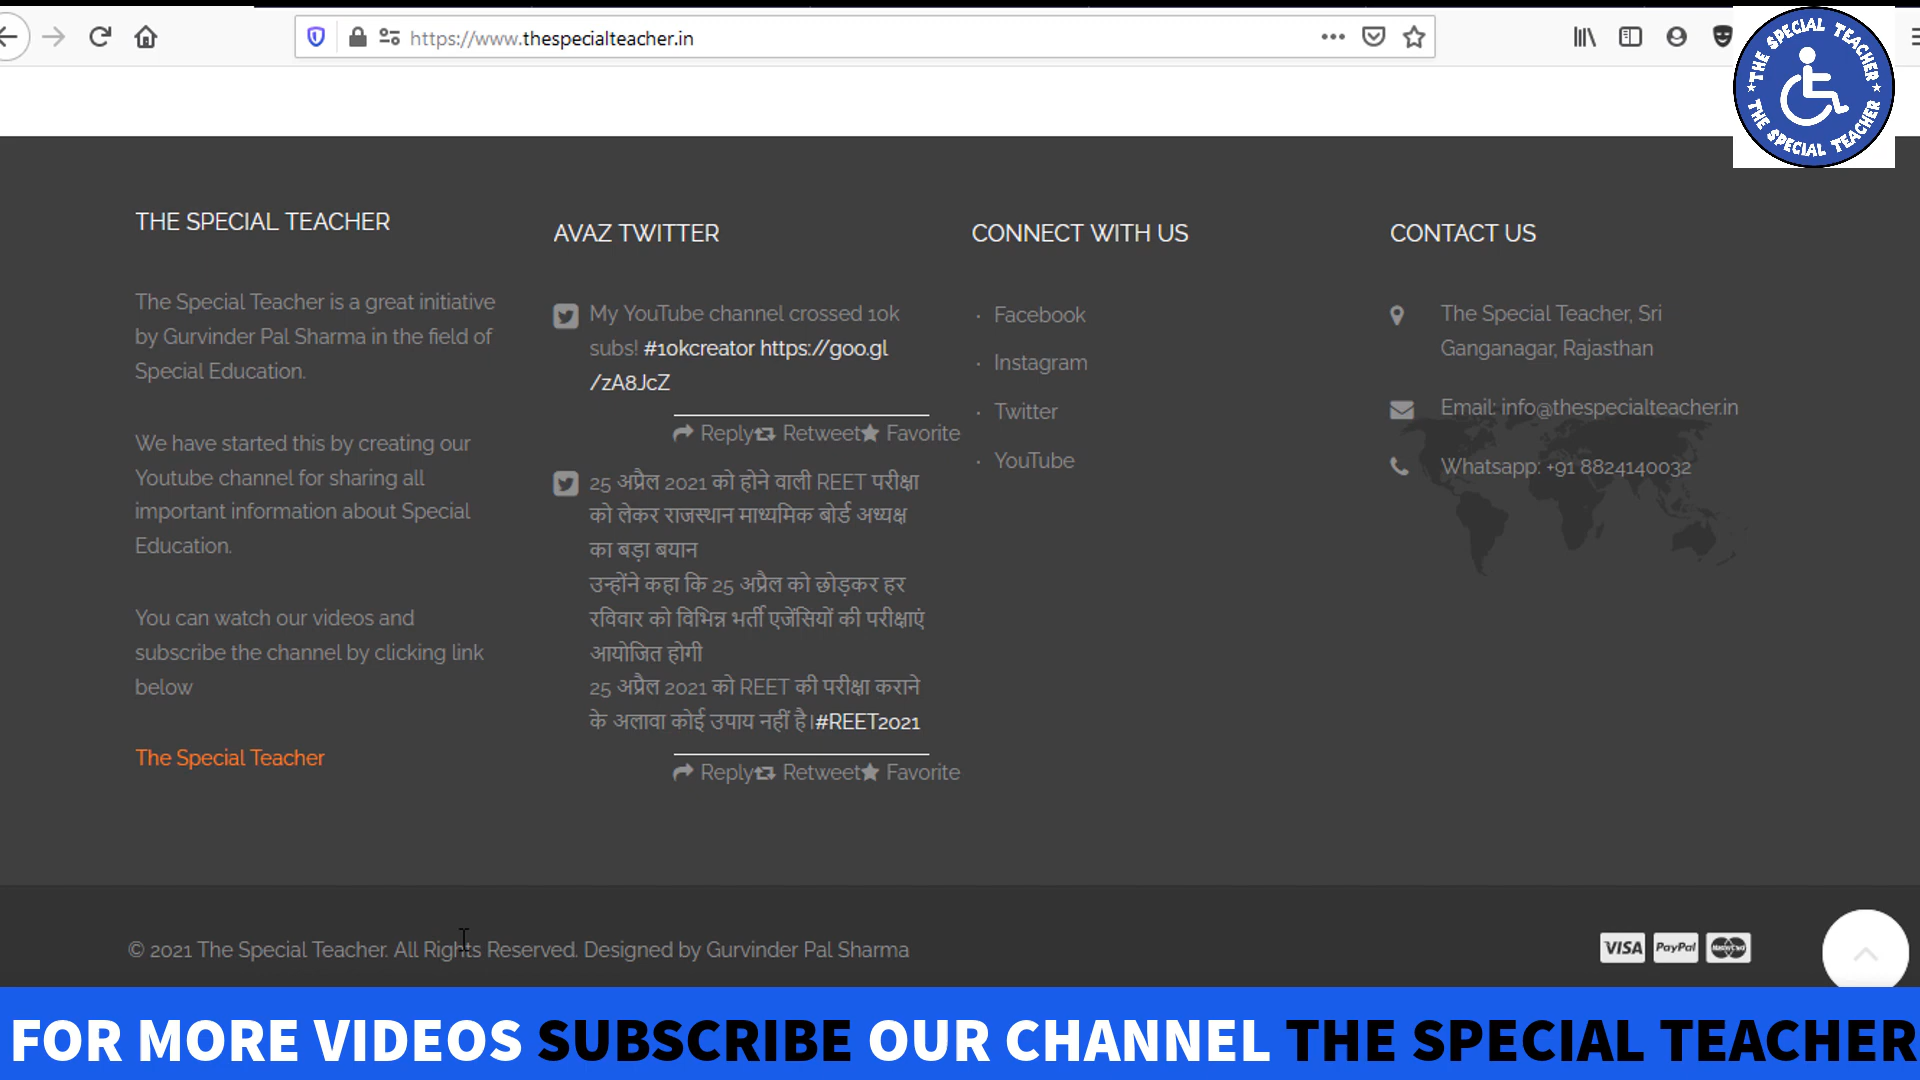 https://www.thespecialteacher.in
THE SPECIAL TEACHER
THE SPECIAL TEACHER
THE SPECIAL TEACHER
The Special Teacher is a great initiative
by Gurvinder Pal Sharma in the field of
Special Education.
We have started this by creating our
Youtube channel for sharing all
important information about Special
Education.
You can watch our videos and
subscribe the channel by clicking link
below
The Special Teacher
AVAZ TWITTER
My YouTube channel crossed 10k
subs! #10kcreator https://goo.gl
/zA8JcZ
Reply Retweet Favorite
25 अप्रैल 2021 को होने वाली REET परीक्षा
को लेकर राजस्थान माध्यमिक बोर्ड अध्यक्ष
का बड़ा बयान
उन्होंने कहा कि 25 अप्रैल को छोड़कर हर
रविवार को विभिन्न भर्ती एजेंसियों की परीक्षाएं
आयोजित होगी
25 अप्रैल 2021 को REET की परीक्षा कराने
के अलावा कोई उपाय नहीं है।#REET2021
Reply Retweet Favorite
CONNECT WITH US
Facebook
Instagram
Twitter
YouTube
CONTACT US
The Special Teacher, Sri
Ganganagar, Rajasthan
Email: info@thespecialteacher.in
Whatsapp: +91 8824140032
© 2021 The Special Teacher. All Rights Reserved. Designed by Gurvinder Pal Sharma
VISA PayPal MasterCard
FOR MORE VIDEOS SUBSCRIBE OUR CHANNEL THE SPECIAL TEACHER